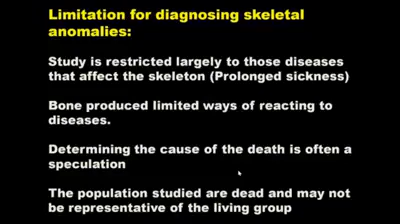 Limitation for diagnosing skeletal
anomalies:
Study is restricted largely to those diseases
that affect the skeleton (Prolonged sickness)
Bone produced limited ways of reacting to
diseases.
Determining the cause of the death is often a
speculation
The population studied are dead and may not
be representative of the living group